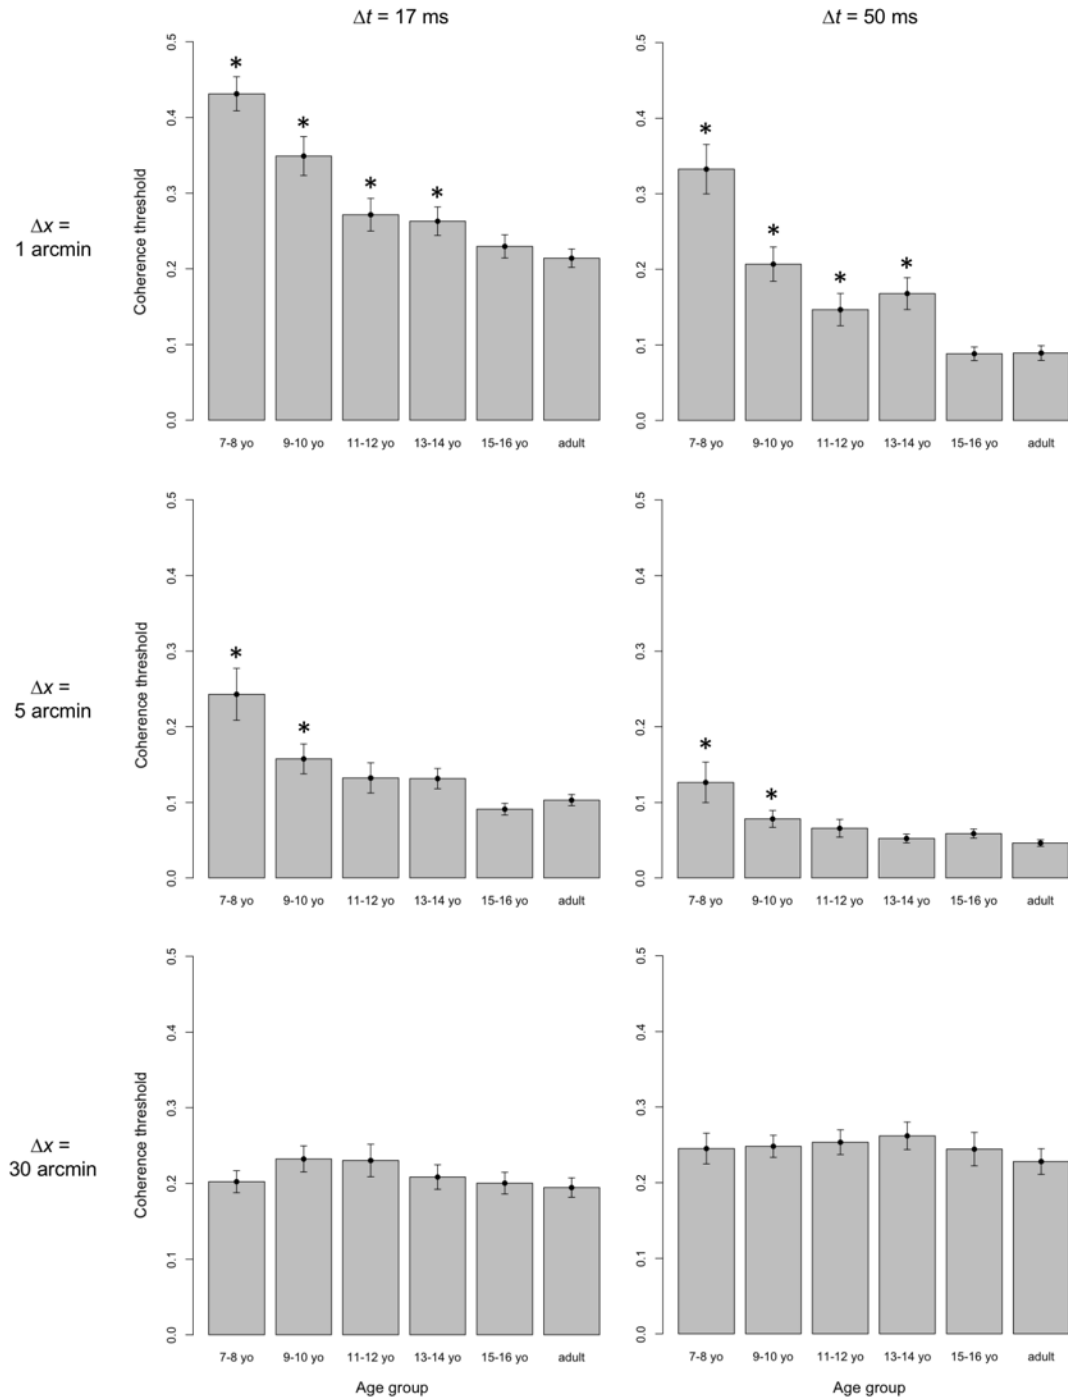 Δt = 17 ms
Δt = 50 ms
Δx =
1 arcmin
Coherence threshold
0.5
0.4
0.3
0.2
0.1
0.0
* * * *
7-8 yo 9-10 yo 11-12 yo 13-14 yo 15-16 yo adult
0.5
0.4
0.3
0.2
0.1
0.0
* * * *
7-8 yo 9-10 yo 11-12 yo 13-14 yo 15-16 yo adult
Δx =
5 arcmin
Coherence threshold
0.5
0.4
0.3
0.2
0.1
0.0
* *
7-8 yo 9-10 yo 11-12 yo 13-14 yo 15-16 yo adult
0.5
0.4
0.3
0.2
0.1
0.0
* *
7-8 yo 9-10 yo 11-12 yo 13-14 yo 15-16 yo adult
Δx =
30 arcmin
Coherence threshold
0.5
0.4
0.3
0.2
0.1
0.0
7-8 yo 9-10 yo 11-12 yo 13-14 yo 15-16 yo adult
Age group
0.5
0.4
0.3
0.2
0.1
0.0
7-8 yo 9-10 yo 11-12 yo 13-14 yo 15-16 yo adult
Age group